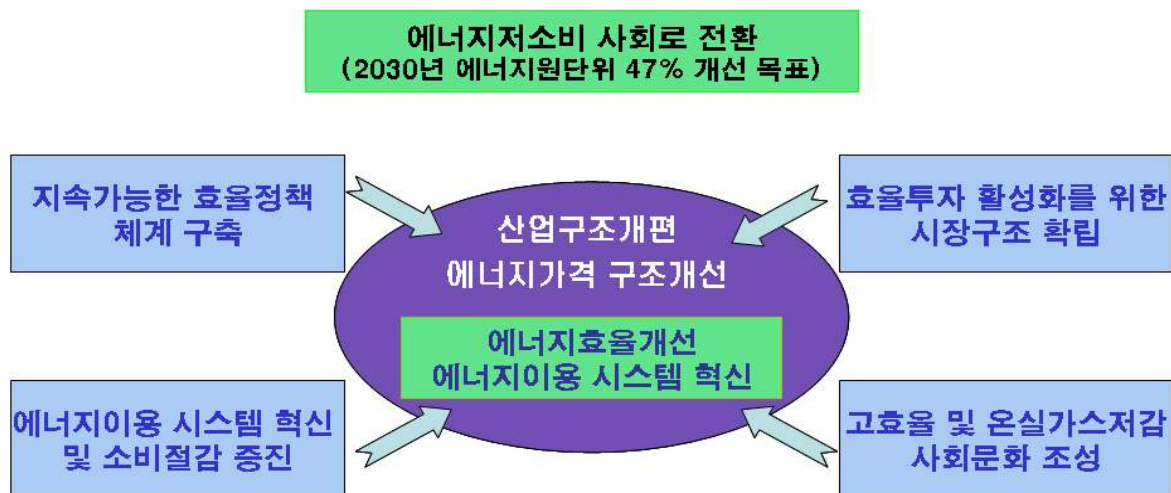 에너지저소비 사회로 전환
(2030년 에너지원단위 47% 개선 목표)
지속가능한 효율정책
체계 구축
효율투자 활성화를 위한
시장구조 확립
산업구조개편
에너지가격 구조개선
에너지효율개선
에너지이용 시스템 혁신
에너지이용 시스템 혁신
및 소비절감 증진
고효율 및 온실가스저감
사회문화 조성